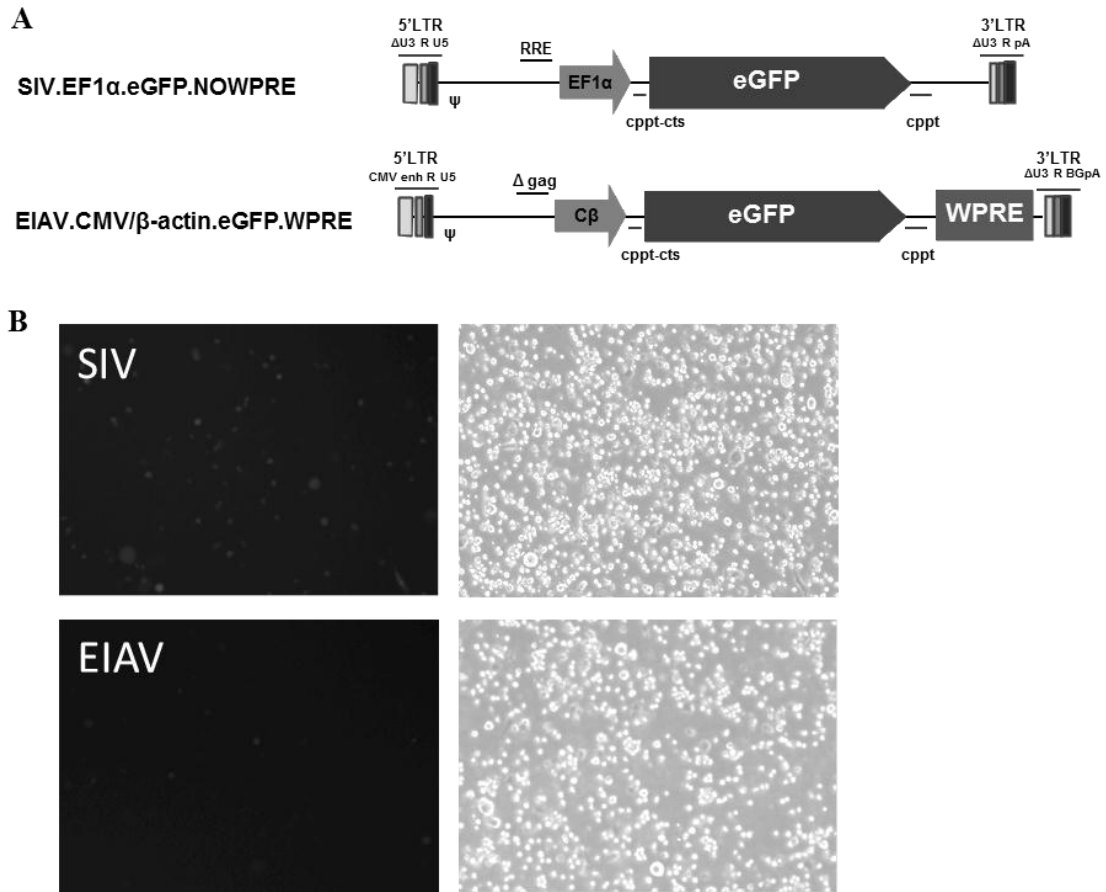 A
5'LTR
ΔU3 R U5
RRE
3'LTR
ΔU3 R pA
SIV.EF1α.eGFP.NOWPRE
EF1α
eGFP
ψ
cppt-cts
cppt
5'LTR
CMV enh R U5
Δ gag
3'LTR
ΔU3 R BGpA
EIAV.CMV/β-actin.eGFP.WPRE
Cβ
eGFP
WPRE
ψ
cppt-cts
cppt
B
SIV
EIAV